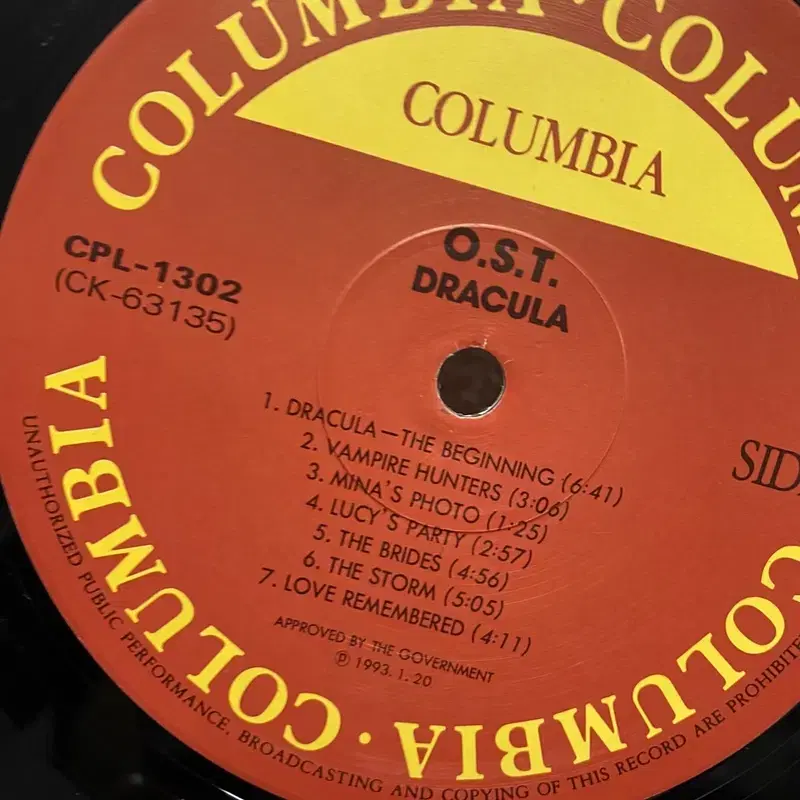 COLUMBIA · COLUM
COLUMBIA
O.S.T.
DRACULA
CPL-1302
(CK-63135)
1. DRACULA—THE BEGINNING (6:41)
2. VAMPIRE HUNTERS (3:06)
3. MINA'S PHOTO (1:25)
4. LUCY'S PARTY (2:57)
5. THE BRIDES (4:56)
6. THE STORM (5:05)
7. LOVE REMEMBERED (4:11)
APPROVED BY THE GOVERNMENT
℗ 1993. 1. 20
COLUMBIA · COLUMBIA · COLUMBIA
UNAUTHORIZED PUBLIC PERFORMANCE, BROADCASTING AND COPYING OF THIS RECORD ARE